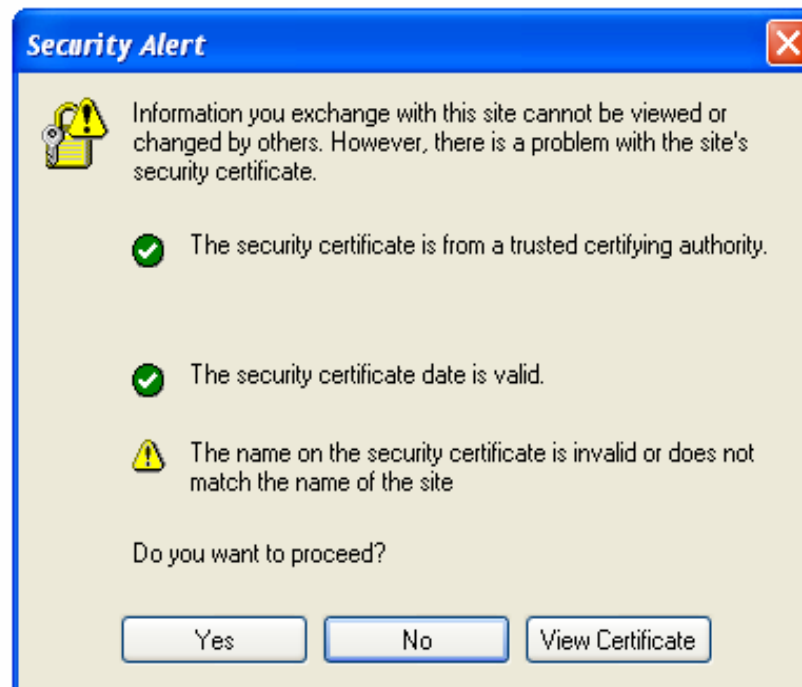 Security Alert
Information you exchange with this site cannot be viewed or
changed by others. However, there is a problem with the site's
security certificate.
The security certificate is from a trusted certifying authority.
The security certificate date is valid.
The name on the security certificate is invalid or does not
match the name of the site
Do you want to proceed?
Yes
No
View Certificate